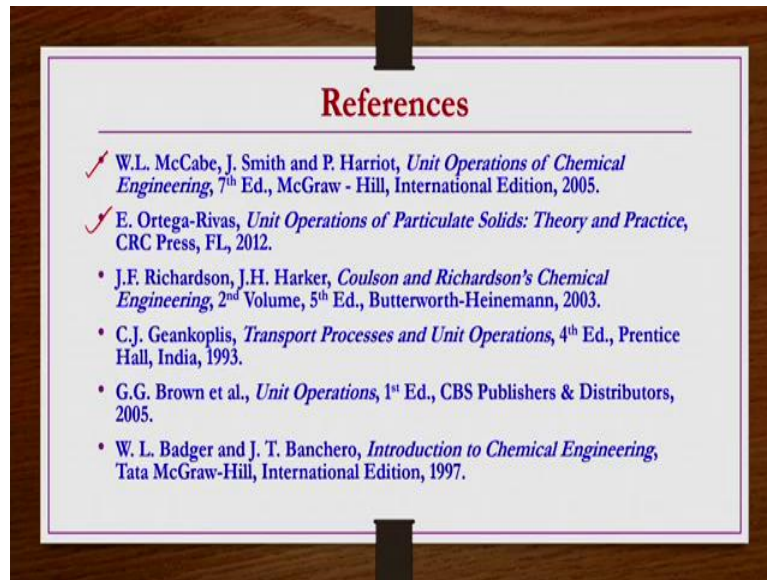 References
• W.L. McCabe, J. Smith and P. Harriot, Unit Operations of Chemical
Engineering, 7th Ed., McGraw - Hill, International Edition, 2005.
• E. Ortega-Rivas, Unit Operations of Particulate Solids: Theory and Practice,
CRC Press, FL, 2012.
• J.F. Richardson, J.H. Harker, Coulson and Richardson's Chemical
Engineering, 2nd Volume, 5th Ed., Butterworth-Heinemann, 2003.
• C.J. Geankoplis, Transport Processes and Unit Operations, 4th Ed., Prentice
Hall, India, 1993.
• G.G. Brown et al., Unit Operations, 1st Ed., CBS Publishers & Distributors,
2005.
• W. L. Badger and J. T. Banchero, Introduction to Chemical Engineering,
Tata McGraw-Hill, International Edition, 1997.